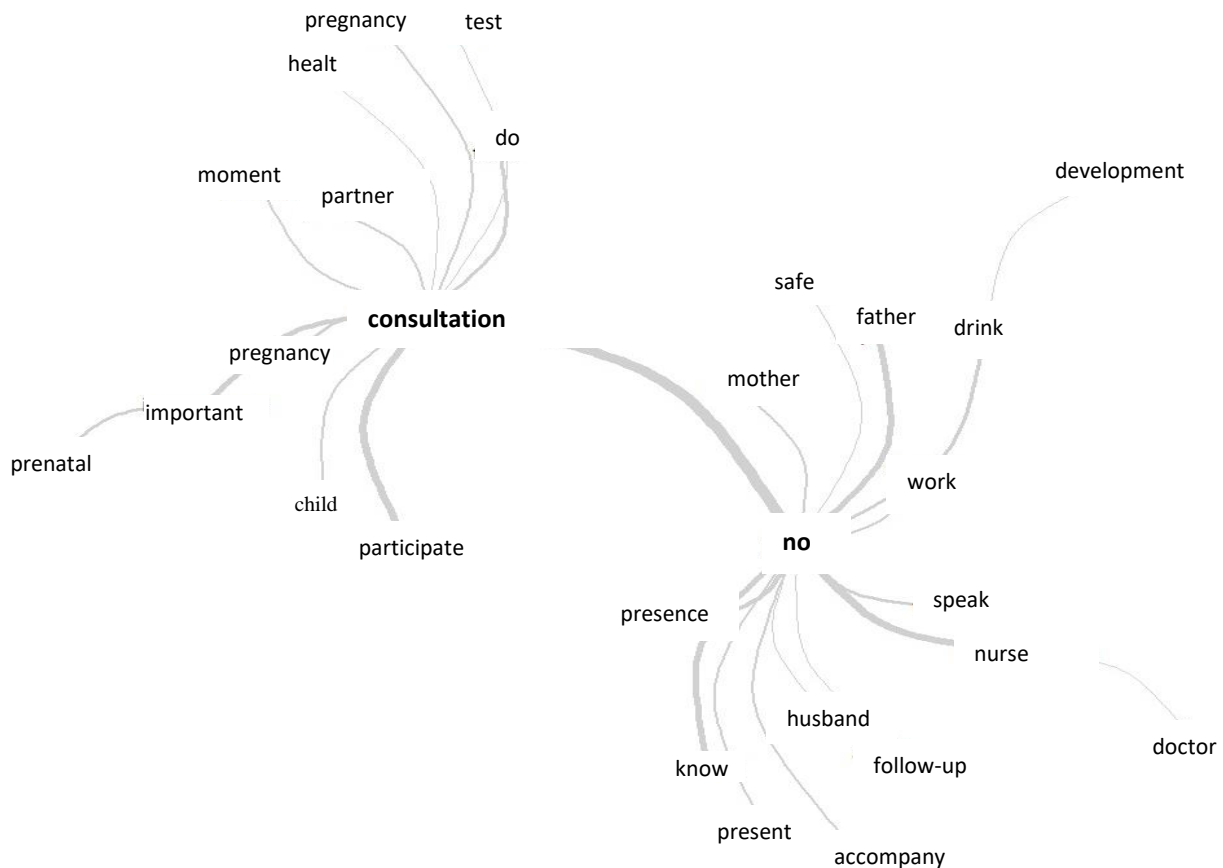 pregnancy
test
healt
do
moment
partner
development
consultation
safe
father
drink
pregnancy
mother
important
prenatal
work
child
participate
no
presence
speak
nurse
husband
know
follow-up
doctor
present
accompany